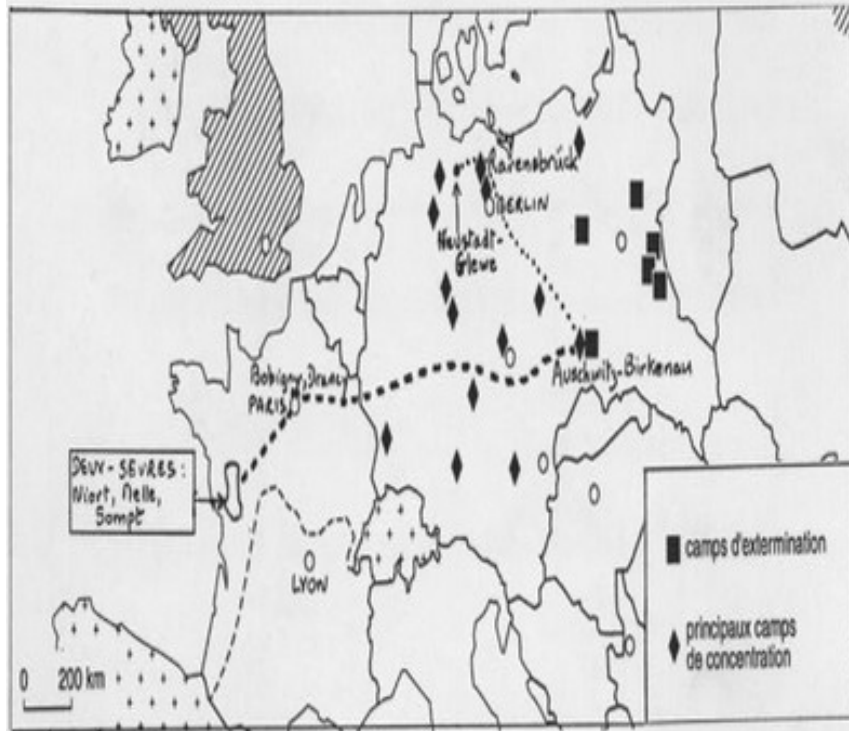 Ravensbrück
BERLIN
Neustadt-
Glewe
Bobigny, Drancy
PARIS
Auschwitz-Birkenau
DEUX-SEVRES :
Niort, Melle,
Sompt
LYON
camps d'extermination
principaux camps
de concentration
0 200 km